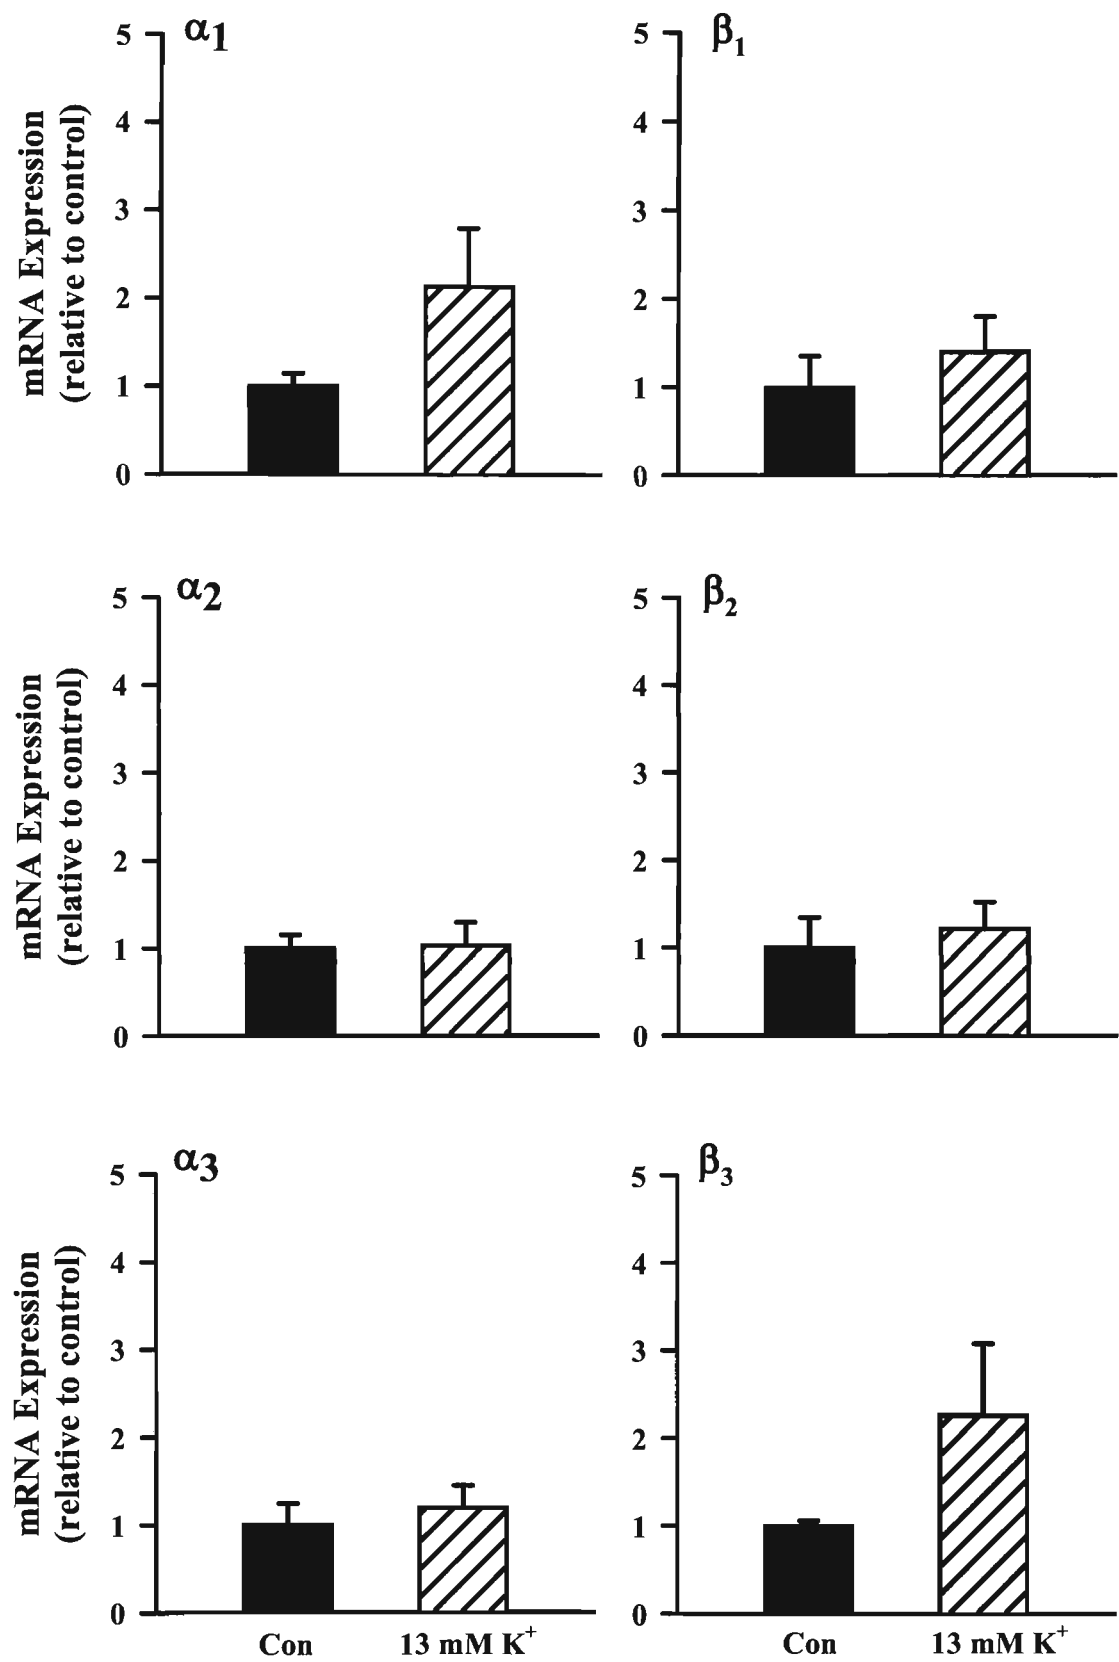 α1
5
4
3
2
1
0
mRNA Expression
(relative to control)
β1
5
4
3
2
1
0
α2
5
4
3
2
1
0
mRNA Expression
(relative to control)
β2
5
4
3
2
1
0
α3
5
4
3
2
1
0
mRNA Expression
(relative to control)
Con 13 mM K⁺
β3
5
4
3
2
1
0
Con 13 mM K⁺